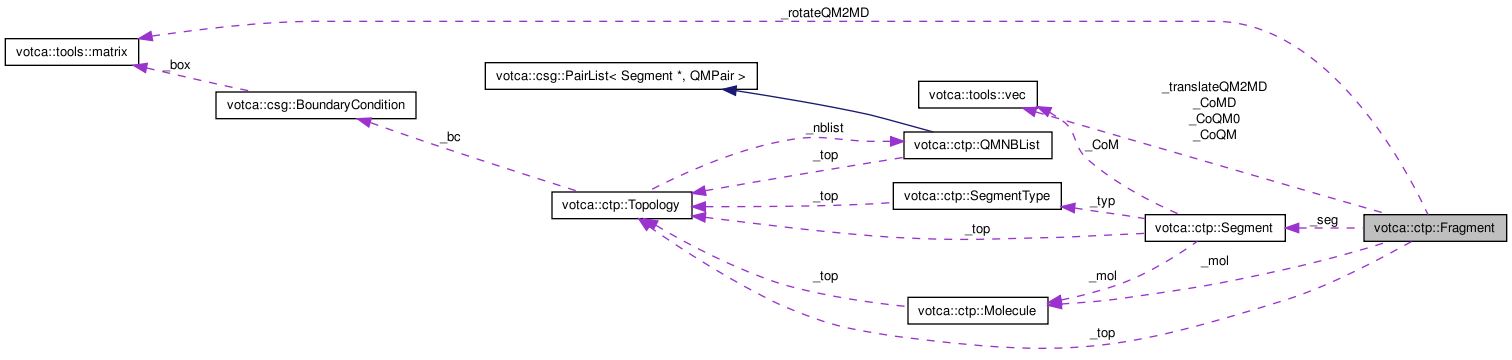 _rotateQM2MD
votca::tools::matrix
_box
votca::csg::PairList< Segment *, QMPair >
votca::csg::BoundaryCondition
votca::tools::vec
_translateQM2MD
_CoMD
_CoQM0
_CoQM
_bc
_nblist
votca::ctp::QMNBList
_CoM
_top
votca::ctp::Topology
_top
votca::ctp::SegmentType
_typ
_top
votca::ctp::Segment
_seg
votca::ctp::Fragment
_top
_mol
_mol
votca::ctp::Molecule
_top